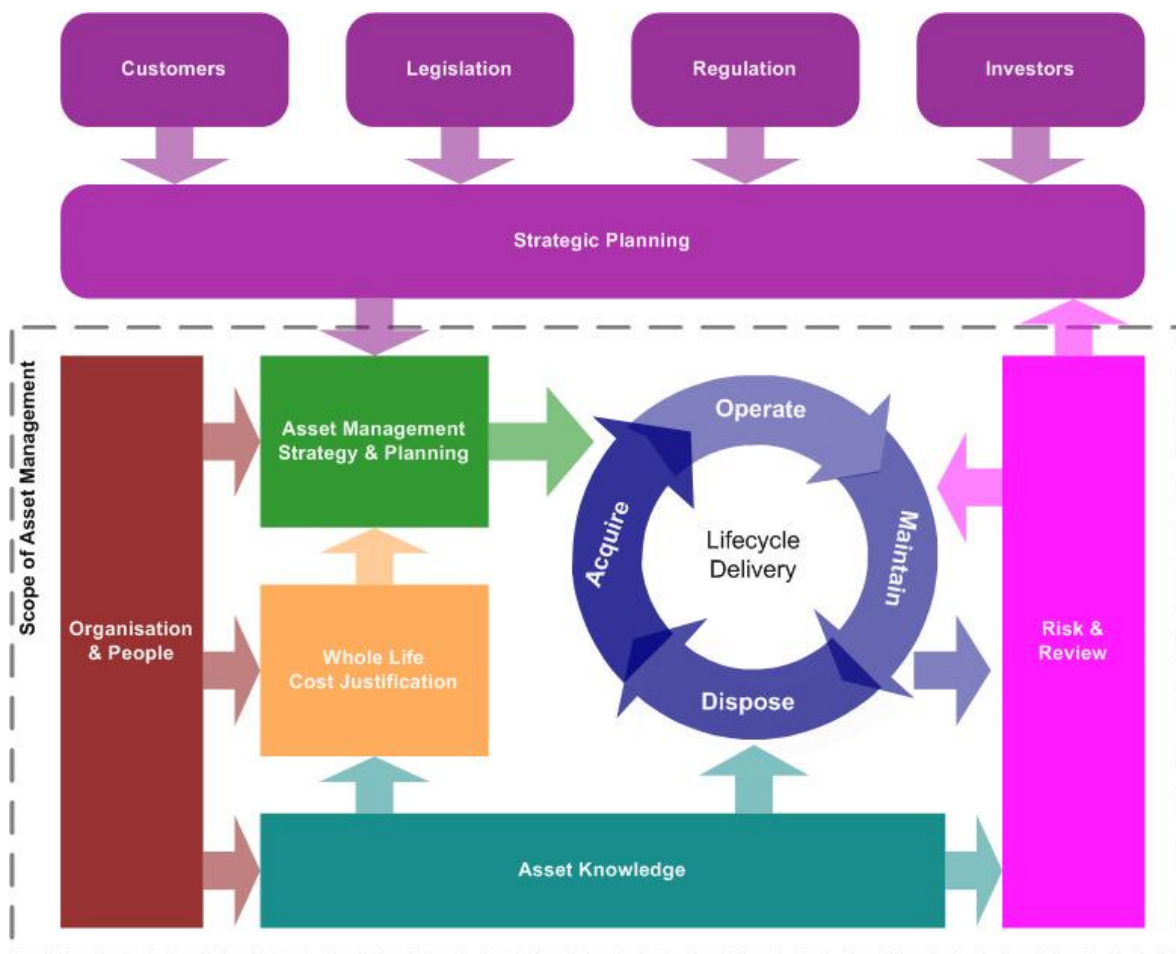 Customers
Legislation
Regulation
Investors
Strategic Planning
Scope of Asset Management
Organisation
& People
Asset Management
Strategy & Planning
Whole Life
Cost Justification
Operate
Maintain
Dispose
Acquire
Lifecycle
Delivery
Risk &
Review
Asset Knowledge